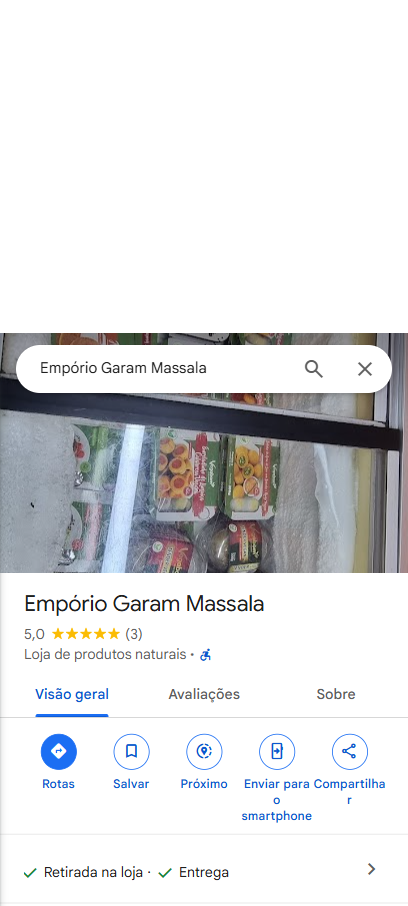 Empório Garam Massala
Empório Garam Massala
5,0 (3)
Loja de produtos naturais ·
Visão geral Avaliações Sobre
Rotas Salvar Próximo Enviar para o smartphone Compartilhar
Retirada na loja · Entrega